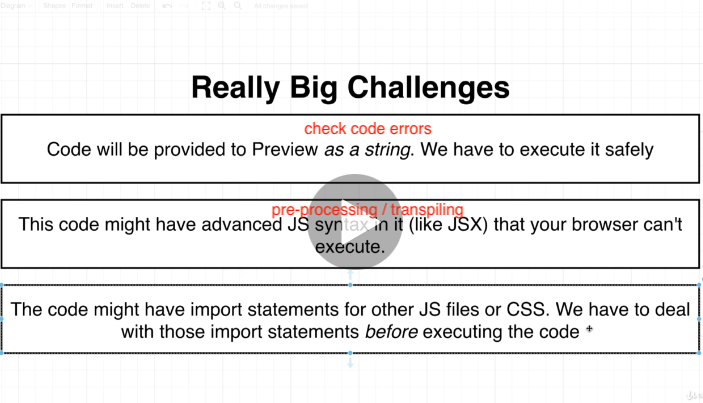 Diagram Shapes Format Insert Delete
All changes saved
Really Big Challenges
check code errors
Code will be provided to Preview as a string. We have to execute it safely
pre-processing / transpiling
This code might have advanced JS syntax in it (like JSX) that your browser can't
execute.
The code might have import statements for other JS files or CSS. We have to deal
with those import statements before executing the code